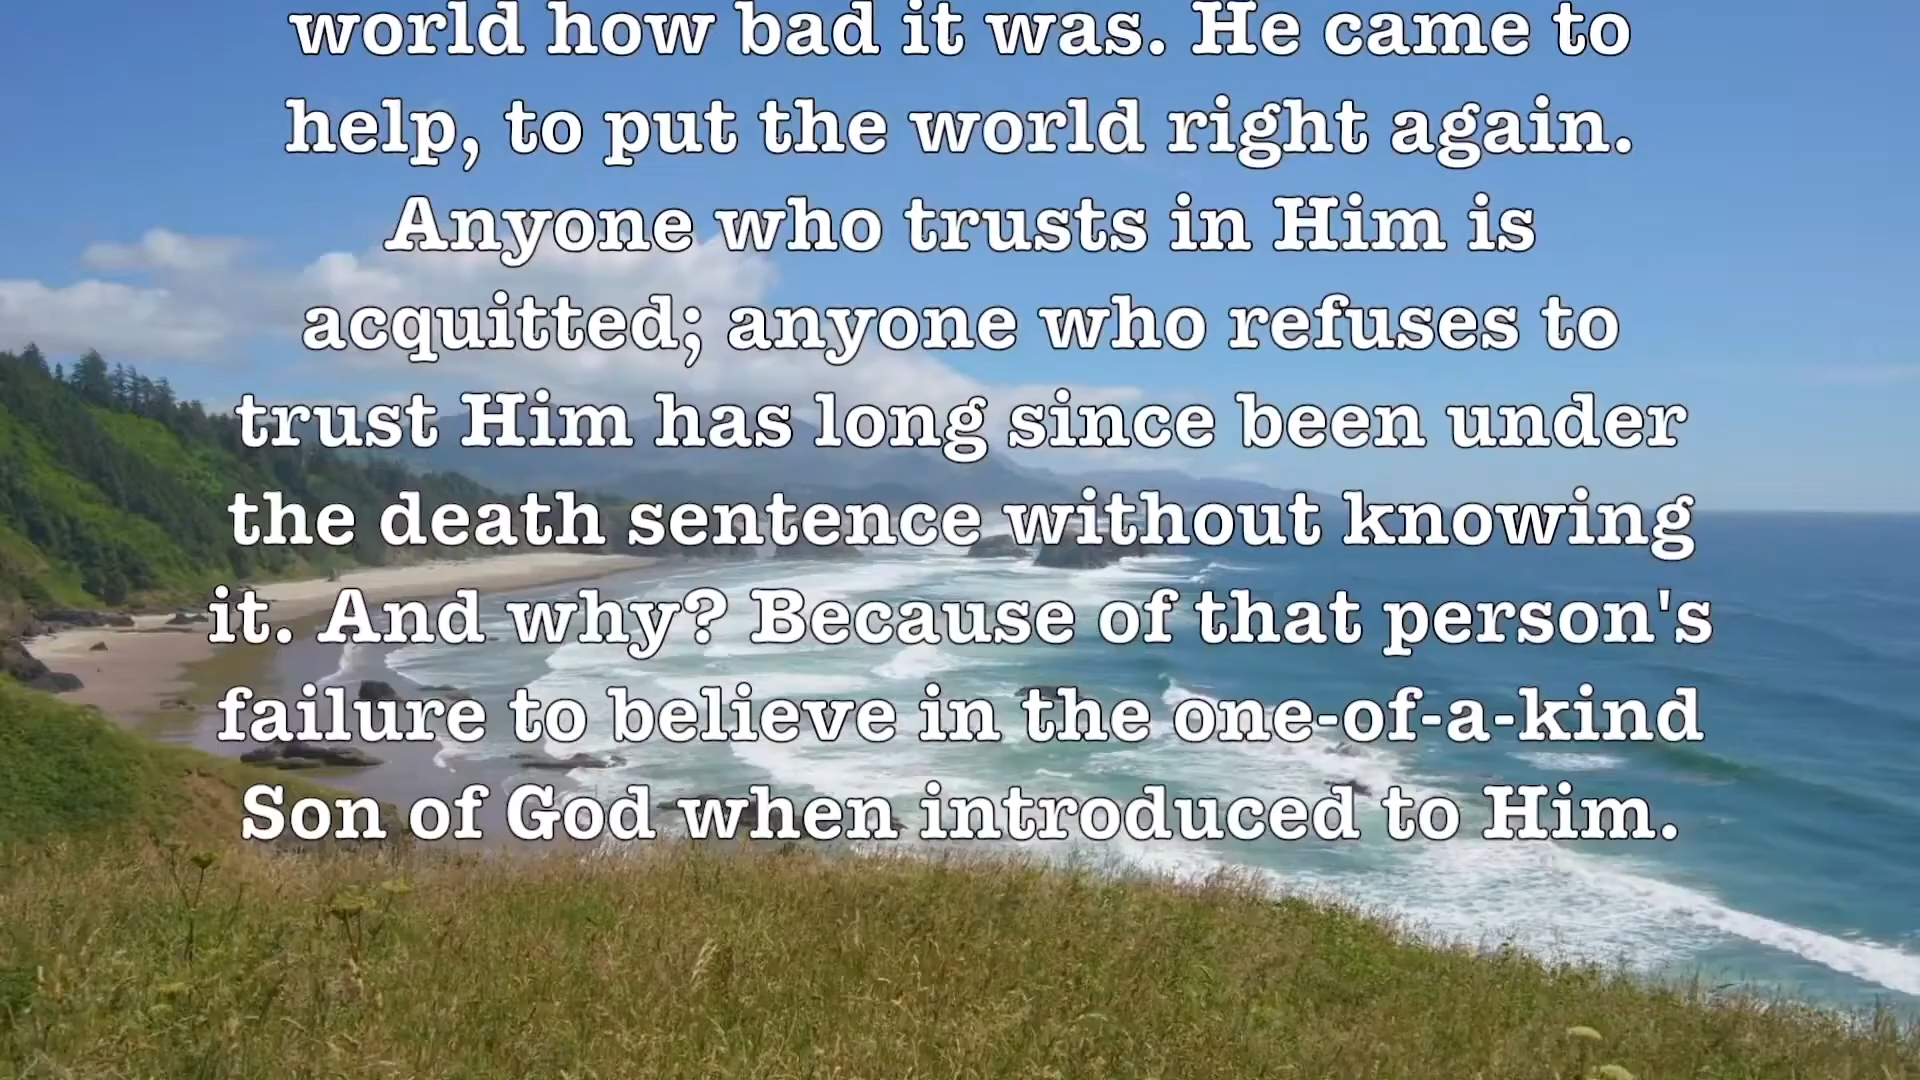 world how bad it was. He came to
help, to put the world right again.
Anyone who trusts in Him is
acquitted; anyone who refuses to
trust Him has long since been under
the death sentence without knowing
it. And why? Because of that person's
failure to believe in the one-of-a-kind
Son of God when introduced to Him.